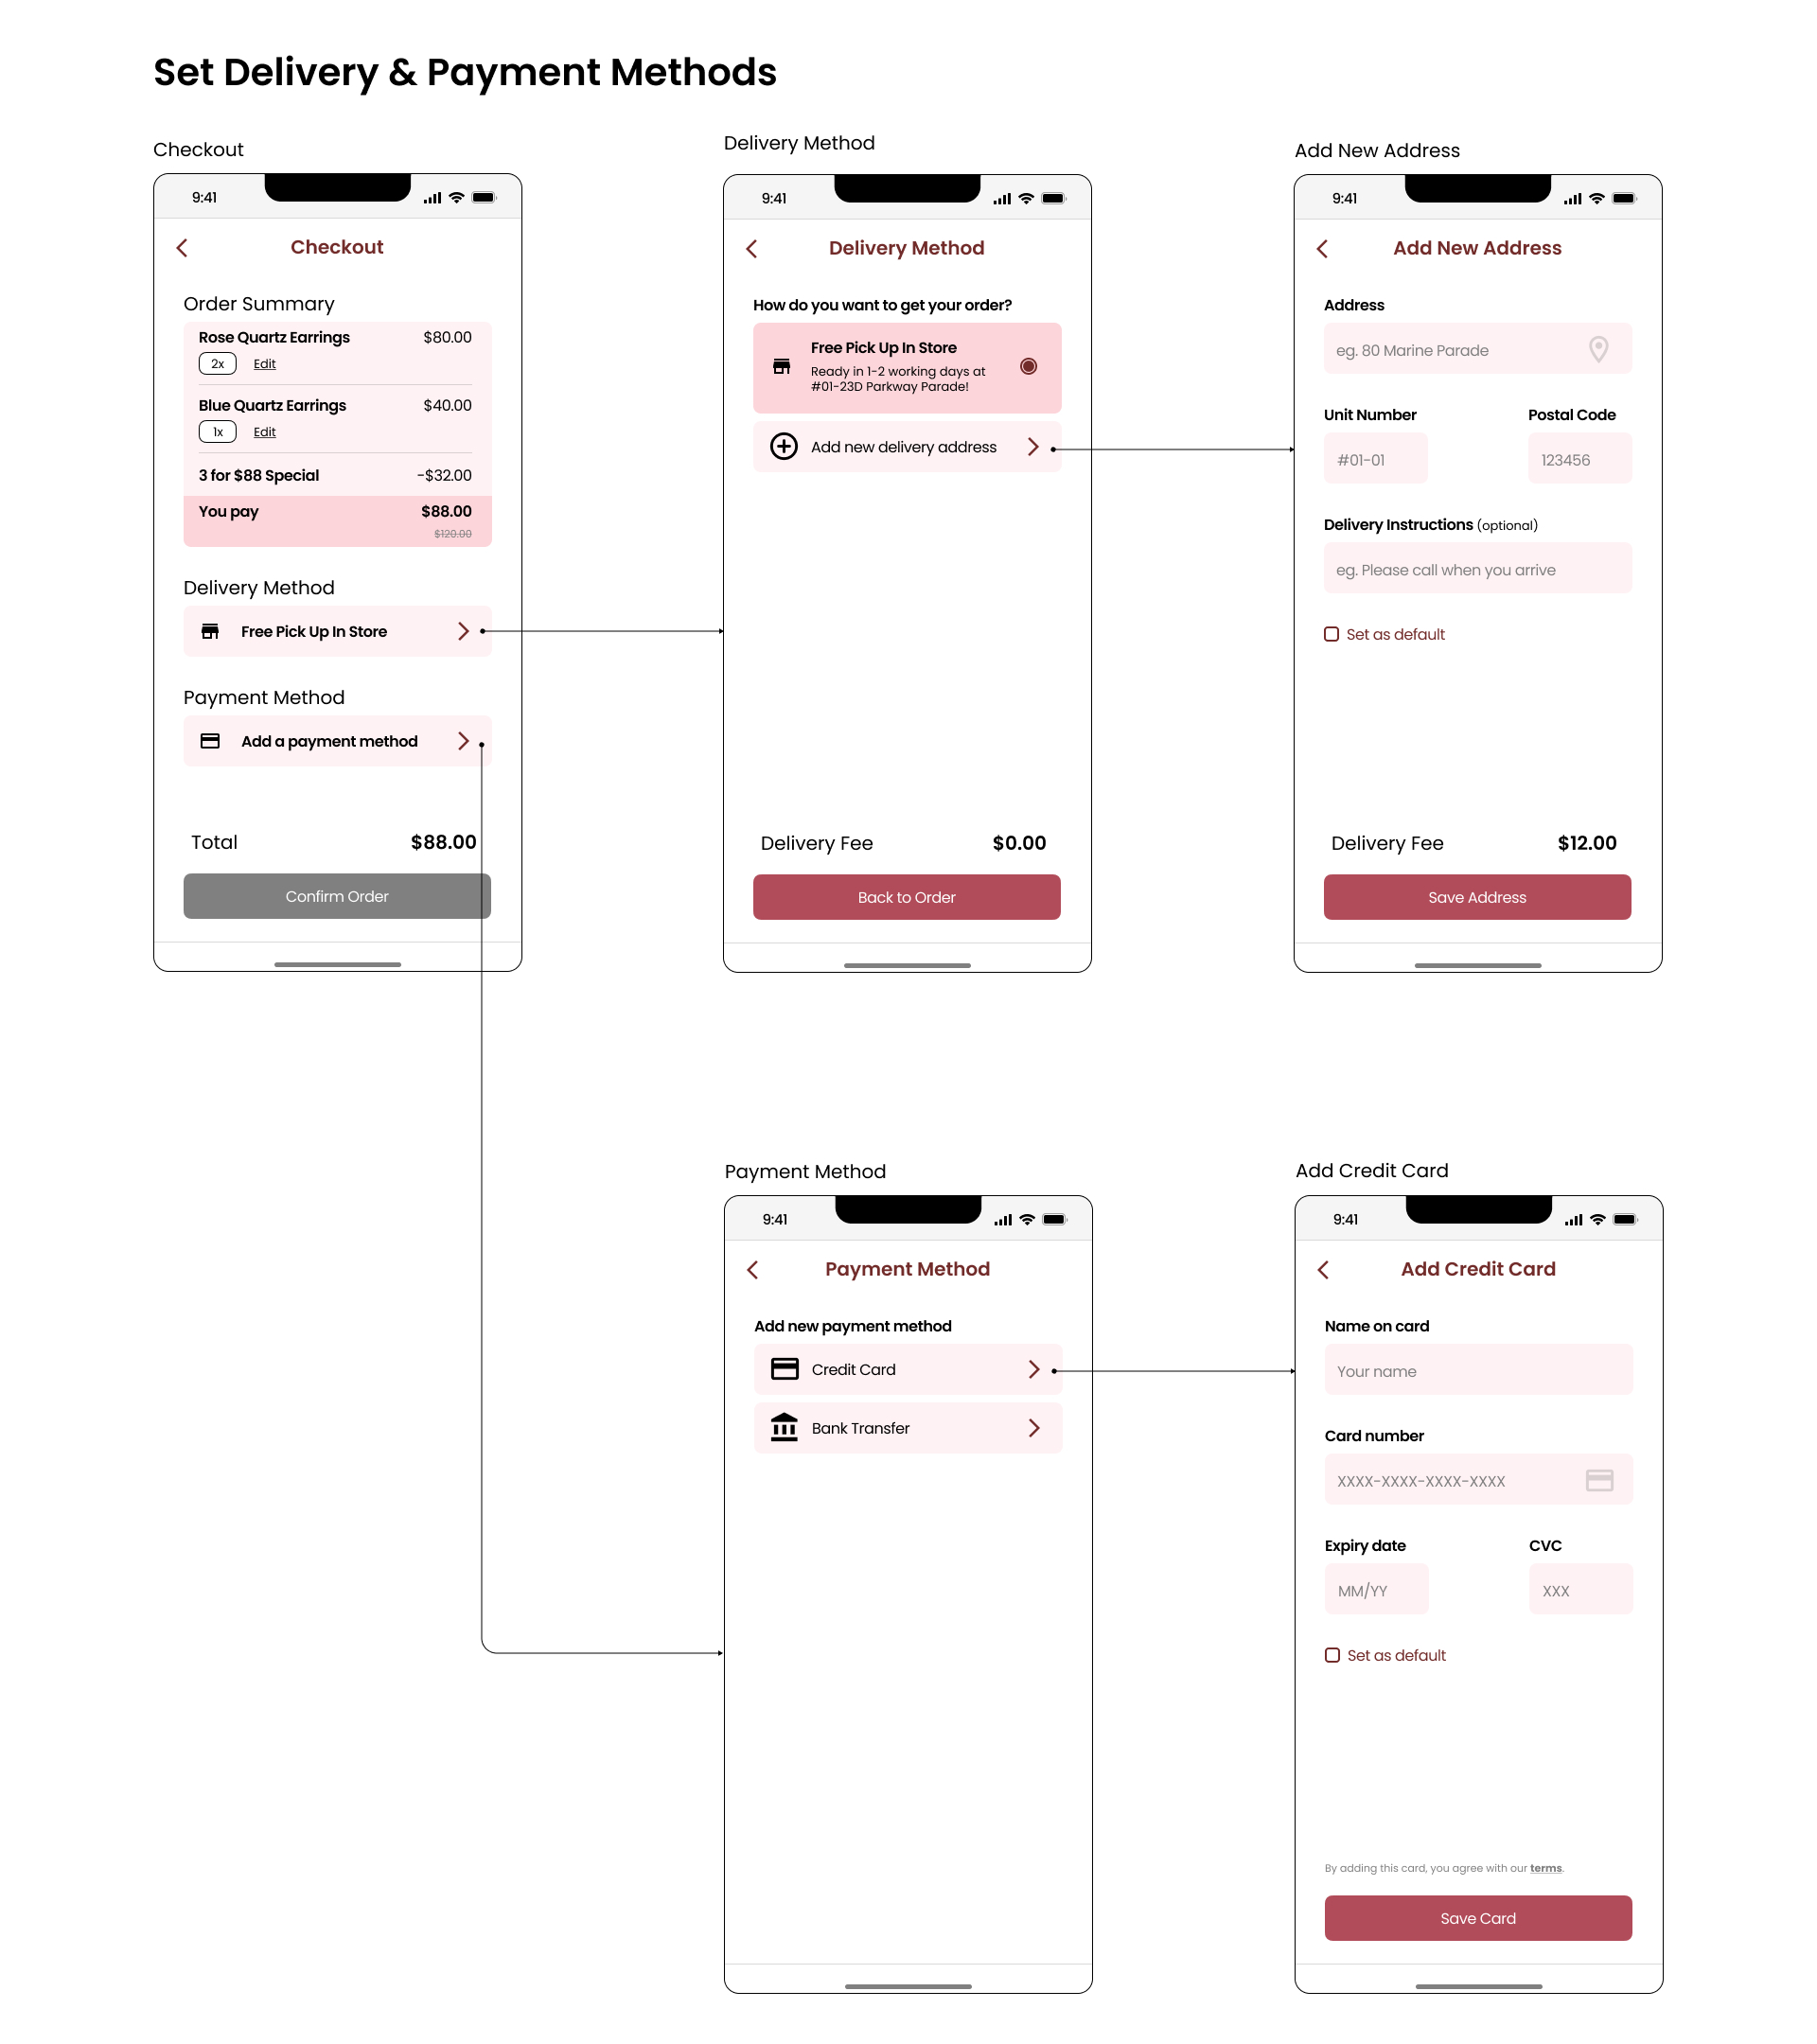 Set Delivery & Payment Methods
Checkout
9:41
Checkout
Order Summary
Rose Quartz Earrings $80.00
2x Edit
Blue Quartz Earrings $40.00
1x Edit
3 for $88 Special -$32.00
You pay $88.00
$120.00
Delivery Method
Free Pick Up In Store
Payment Method
Add a payment method
Total $88.00
Confirm Order
Delivery Method
9:41
Delivery Method
How do you want to get your order?
Free Pick Up In Store
Ready in 1-2 working days at
#01-23D Parkway Parade!
Add new delivery address
Delivery Fee $0.00
Back to Order
Add New Address
9:41
Add New Address
Address
eg. 80 Marine Parade
Unit Number Postal Code
#01-01 123456
Delivery Instructions (optional)
eg. Please call when you arrive
Set as default
Delivery Fee $12.00
Save Address
Payment Method
9:41
Payment Method
Add new payment method
Credit Card
Bank Transfer
Add Credit Card
9:41
Add Credit Card
Name on card
Your name
Card number
XXXX-XXXX-XXXX-XXXX
Expiry date CVC
MM/YY XXX
Set as default
By adding this card, you agree with our terms.
Save Card